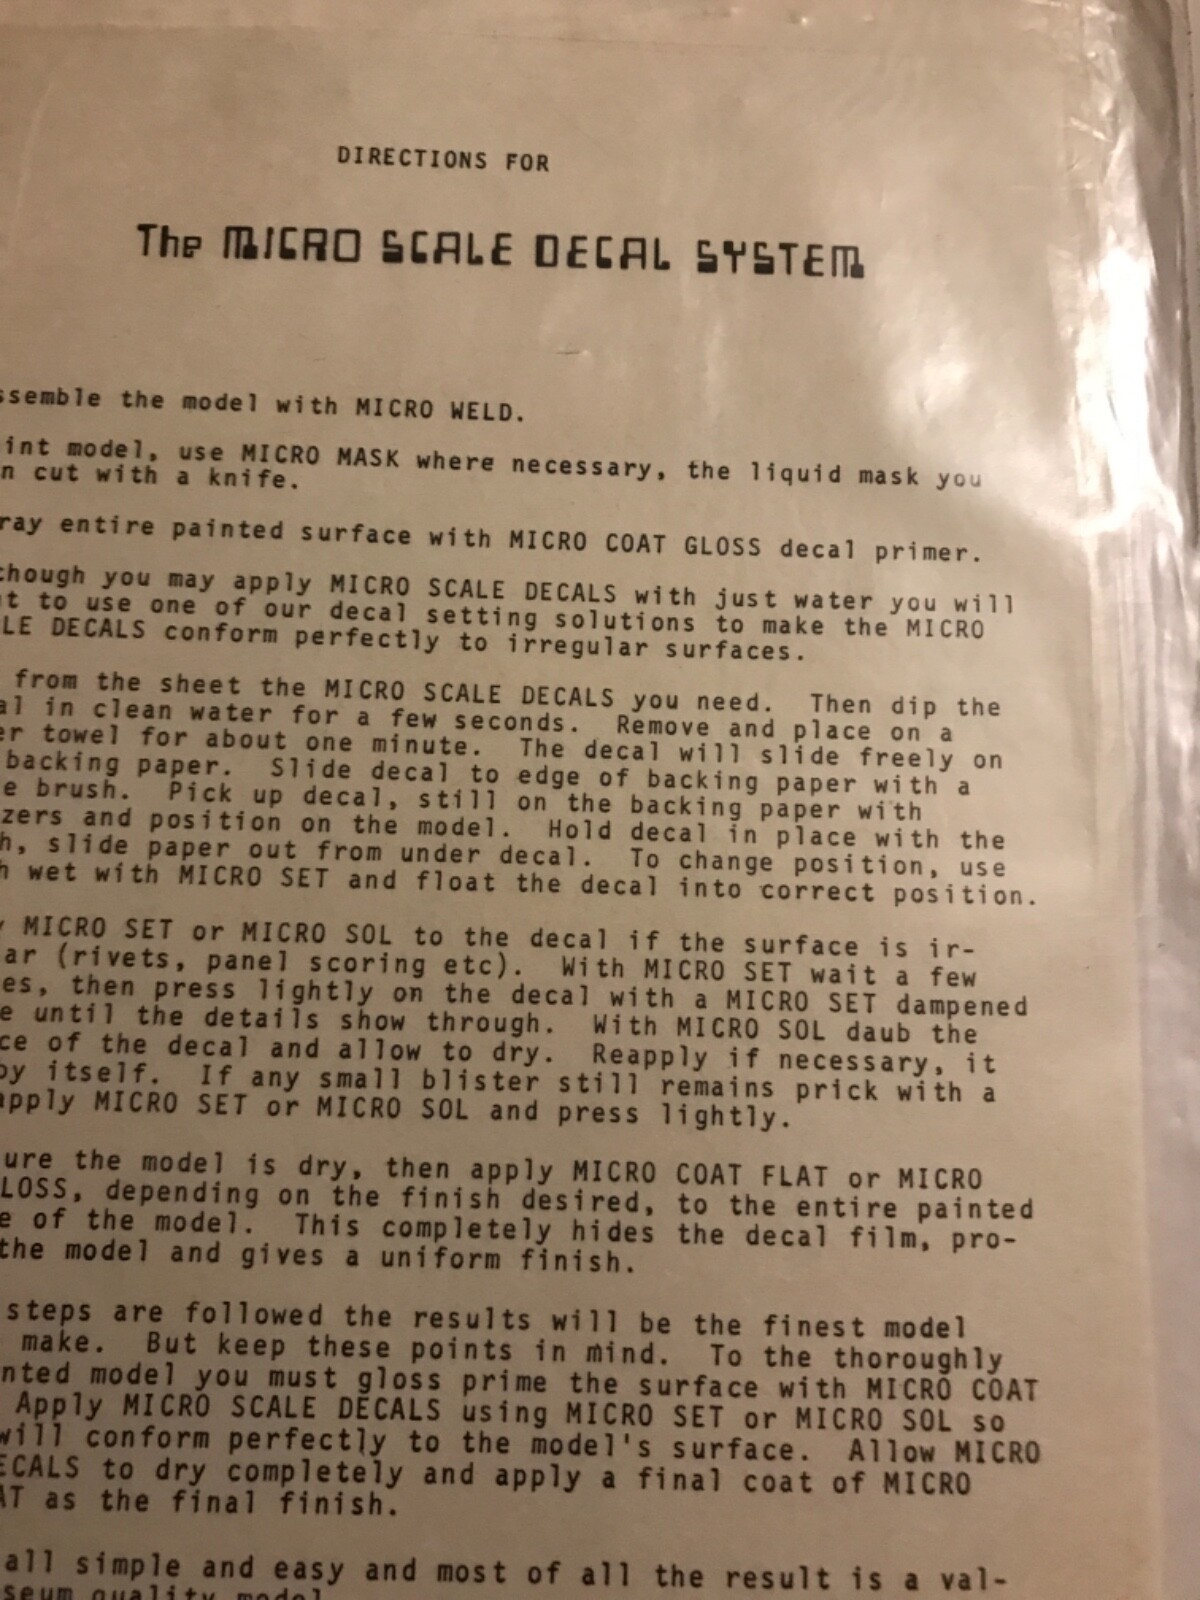 DIRECTIONS FOR
The MICRO SCALE DECAL SYSTEM
ssemble the model with MICRO WELD.
int model, use MICRO MASK where necessary, the liquid mask you
n cut with a knife.
ray entire painted surface with MICRO COAT GLOSS decal primer.
though you may apply MICRO SCALE DECALS with just water you will
t to use one of our decal setting solutions to make the MICRO
LE DECALS conform perfectly to irregular surfaces.
from the sheet the MICRO SCALE DECALS you need. Then dip the
al in clean water for a few seconds. Remove and place on a
er towel for about one minute. The decal will slide freely on
backing paper. Slide decal to edge of backing paper with a
e brush. Pick up decal, still on the backing paper with
zers and position on the model. Hold decal in place with the
h, slide paper out from under decal. To change position, use
h wet with MICRO SET and float the decal into correct position.
y MICRO SET or MICRO SOL to the decal if the surface is ir-
ar (rivets, panel scoring etc). With MICRO SET wait a few
es, then press lightly on the decal with a MICRO SET dampened
e until the details show through. With MICRO SOL daub the
ce of the decal and allow to dry. Reapply if necessary, it
by itself. If any small blister still remains prick with a
apply MICRO SET or MICRO SOL and press lightly.
ure the model is dry, then apply MICRO COAT FLAT or MICRO
LOSS, depending on the finish desired, to the entire painted
e of the model. This completely hides the decal film, pro-
the model and gives a uniform finish.
steps are followed the results will be the finest model
make. But keep these points in mind. To the thoroughly
nted model you must gloss prime the surface with MICRO COAT
Apply MICRO SCALE DECALS using MICRO SET or MICRO SOL so
will conform perfectly to the model's surface. Allow MICRO
ECALS to dry completely and apply a final coat of MICRO
AT as the final finish.
all simple and easy and most of all the result is a val-
seum quality model